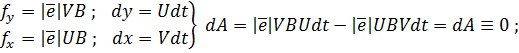 f_y = |e̅|VB ; dy = Udt
f_x = |e̅|UB ; dx = Vdt } dA = |e̅|VBUdt − |e̅|UBVdt = dA ≡ 0 ;